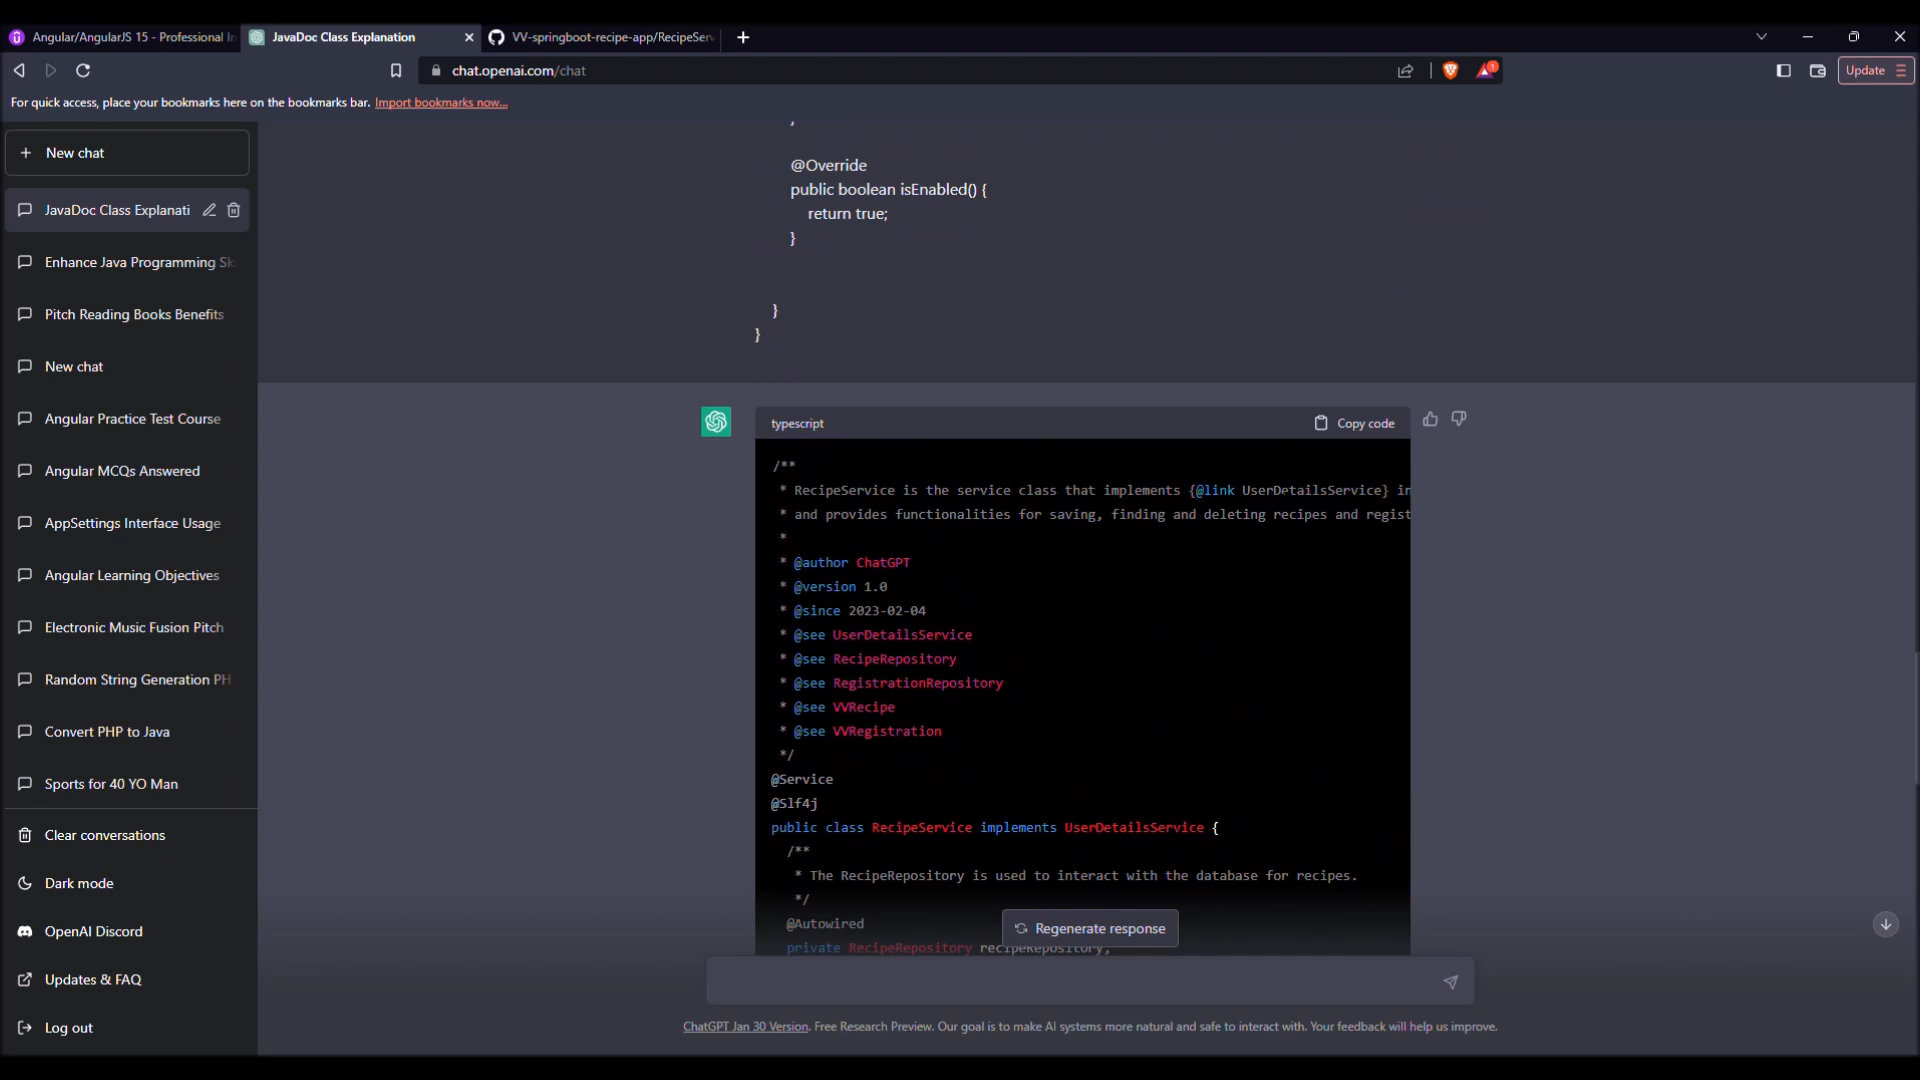 Angular/AngularJS 15 - Professional In
JavaDoc Class Explanation
VV-springboot-recipe-app/RecipeServ
chat.openai.com/chat
1
Update
For quick access, place your bookmarks here on the bookmarks bar. Import bookmarks now...
New chat
JavaDoc Class Explanati
Enhance Java Programming Sk
Pitch Reading Books Benefits
New chat
Angular Practice Test Course
Angular MCQs Answered
AppSettings Interface Usage
Angular Learning Objectives
Electronic Music Fusion Pitch
Random String Generation PH
Convert PHP to Java
Sports for 40 YO Man
Clear conversations
Dark mode
OpenAI Discord
Updates & FAQ
Log out
@Override
public boolean isEnabled() {
return true;
}
}
}
typescript
Copy code
/**
* RecipeService is the service class that implements {@link UserDetailsService} in
* and provides functionalities for saving, finding and deleting recipes and regist
*
* @author ChatGPT
* @version 1.0
* @since 2023-02-04
* @see UserDetailsService
* @see RecipeRepository
* @see RegistrationRepository
* @see VVRecipe
* @see VVRegistration
*/
@Service
@Slf4j
public class RecipeService implements UserDetailsService {
/**
* The RecipeRepository is used to interact with the database for recipes.
*/
@Autowired
private RecipeRepository recipeRepository;
Regenerate response
ChatGPT Jan 30 Version. Free Research Preview. Our goal is to make AI systems more natural and safe to interact with. Your feedback will help us improve.